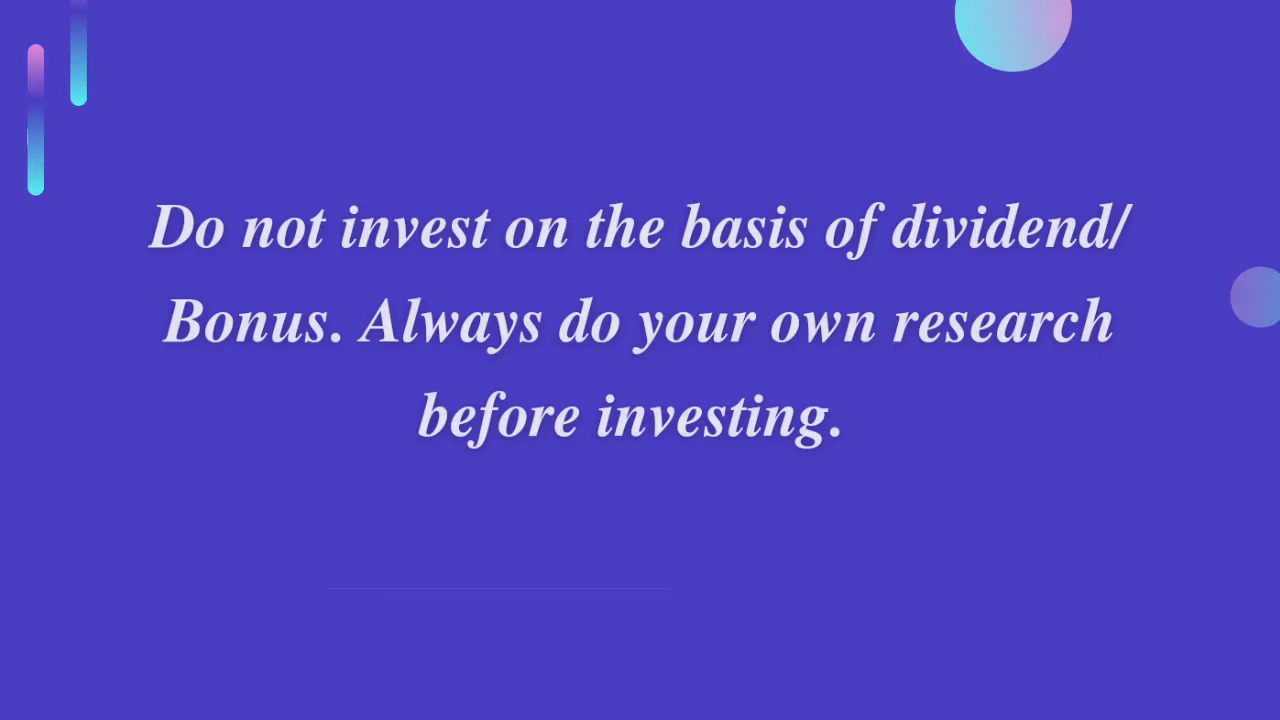 Do not invest on the basis of dividend/
Bonus. Always do your own research
before investing.